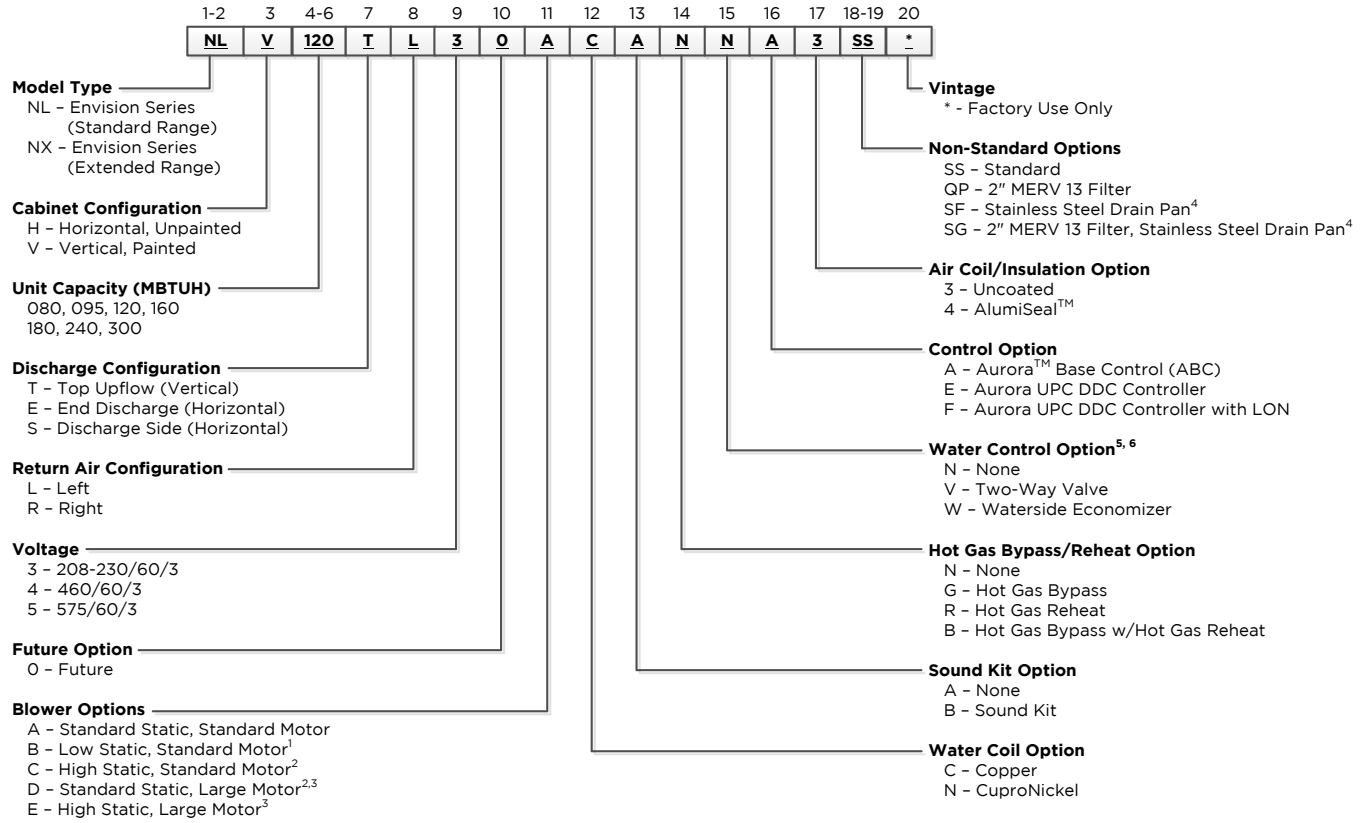 1-2 3 4-6 7 8 9 10 11 12 13 14 15 16 17 18-19 20
NL V 120 T L 3 0 A C A N N A 3 SS *
Model Type
NL – Envision Series
(Standard Range)
NX – Envision Series
(Extended Range)
Cabinet Configuration
H – Horizontal, Unpainted
V – Vertical, Painted
Unit Capacity (MBTUH)
080, 095, 120, 160
180, 240, 300
Discharge Configuration
T – Top Upflow (Vertical)
E – End Discharge (Horizontal)
S – Discharge Side (Horizontal)
Return Air Configuration
L – Left
R – Right
Voltage
3 – 208-230/60/3
4 – 460/60/3
5 – 575/60/3
Future Option
0 – Future
Blower Options
A – Standard Static, Standard Motor
B – Low Static, Standard Motor1
C – High Static, Standard Motor2
D – Standard Static, Large Motor2,3
E – High Static, Large Motor3
Vintage
* - Factory Use Only
Non-Standard Options
SS – Standard
QP – 2" MERV 13 Filter
SF – Stainless Steel Drain Pan4
SG – 2" MERV 13 Filter, Stainless Steel Drain Pan4
Air Coil/Insulation Option
3 – Uncoated
4 – AlumiSeal™
Control Option
A – Aurora™ Base Control (ABC)
E – Aurora UPC DDC Controller
F – Aurora UPC DDC Controller with LON
Water Control Option5, 6
N – None
V – Two-Way Valve
W – Waterside Economizer
Hot Gas Bypass/Reheat Option
N – None
G – Hot Gas Bypass
R – Hot Gas Reheat
B – Hot Gas Bypass w/Hot Gas Reheat
Sound Kit Option
A – None
B – Sound Kit
Water Coil Option
C – Copper
N – CuproNickel